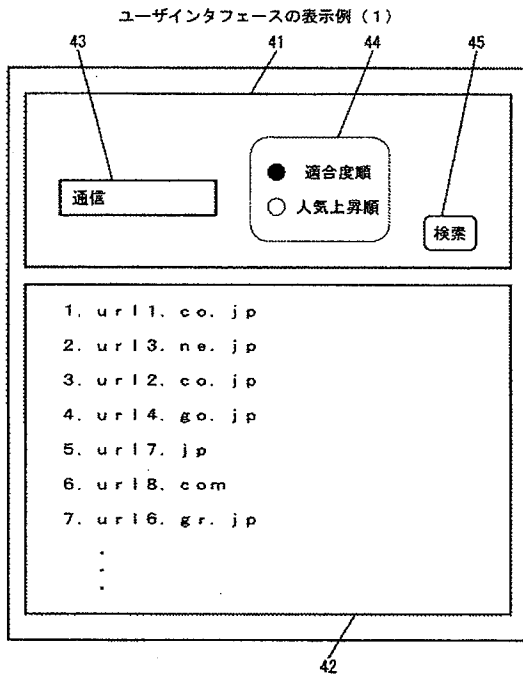 ユーザインタフェースの表示例（１）
43 41 44 45
通信
● 適合度順
○ 人気上昇順
検索
１．ｕｒｌ１．ｃｏ．ｊｐ
２．ｕｒｌ３．ｎｅ．ｊｐ
３．ｕｒｌ２．ｃｏ．ｊｐ
４．ｕｒｌ４．ｇｏ．ｊｐ
５．ｕｒｌ７．ｊｐ
６．ｕｒｌ８．ｃｏｍ
７．ｕｒｌ６．ｇｒ．ｊｐ
・
・
・
42